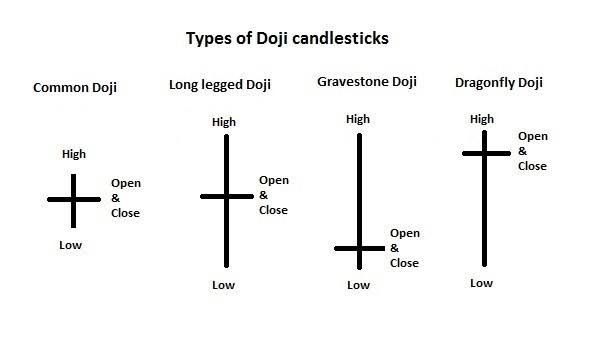 Types of Doji candlesticks
Common Doji
Long legged Doji
Gravestone Doji
Dragonfly Doji
High
Open
&
Close
Low
High
Open
&
Close
Low
High
Open
&
Close
Low
High
Open
&
Close
Low